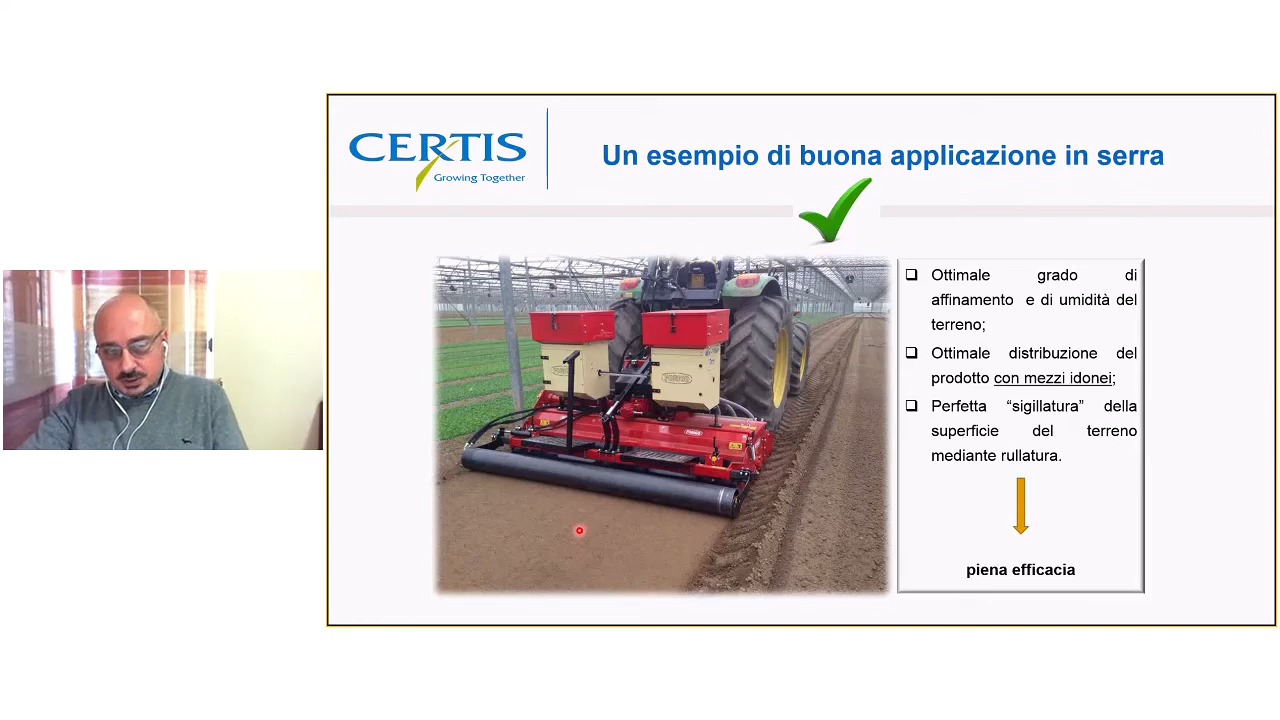 CERTIS
Growing Together
Un esempio di buona applicazione in serra
Ottimale grado di
affinamento e di umidità del
terreno;
Ottimale distribuzione del
prodotto con mezzi idonei;
Perfetta “sigillatura” della
superficie del terreno
mediante rullatura.
piena efficacia